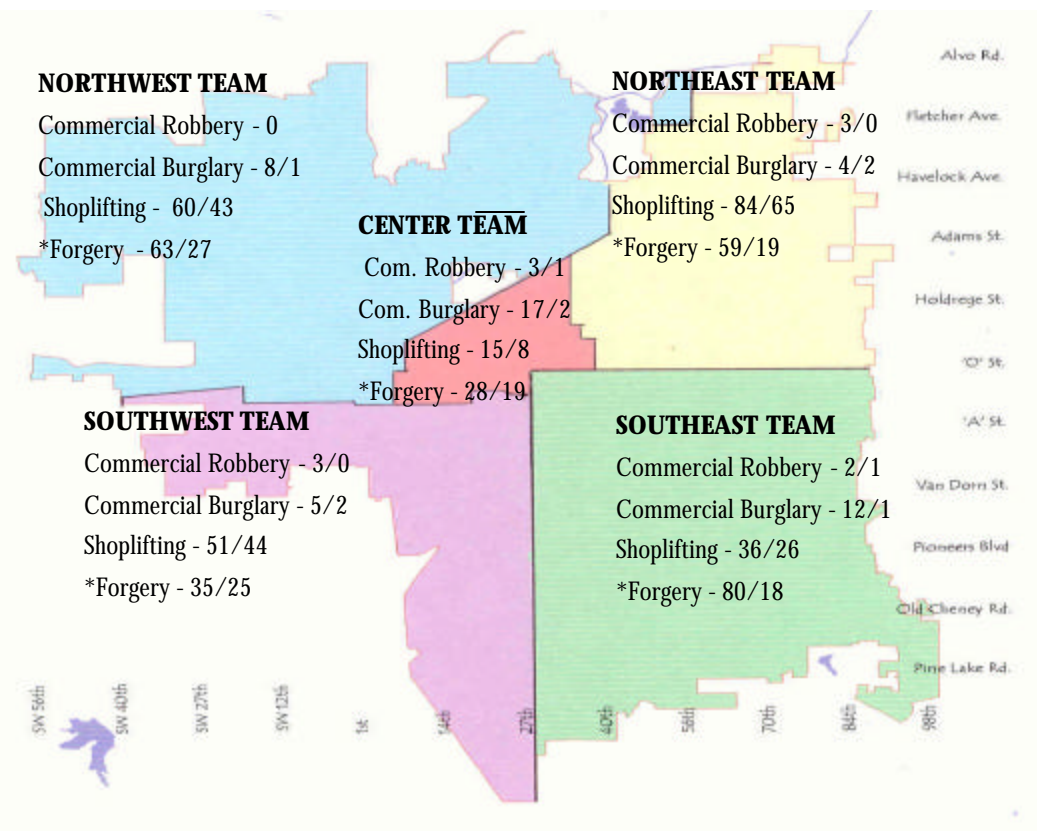 NORTHWEST TEAM
Commercial Robbery - 0
Commercial Burglary - 8/1
Shoplifting - 60/43
*Forgery - 63/27
NORTHEAST TEAM
Commercial Robbery - 3/0
Commercial Burglary - 4/2
Shoplifting - 84/65
*Forgery - 59/19
CENTER TEAM
Com. Robbery - 3/1
Com. Burglary - 17/2
Shoplifting - 15/8
*Forgery - 28/19
SOUTHWEST TEAM
Commercial Robbery - 3/0
Commercial Burglary - 5/2
Shoplifting - 51/44
*Forgery - 35/25
SOUTHEAST TEAM
Commercial Robbery - 2/1
Commercial Burglary - 12/1
Shoplifting - 36/26
*Forgery - 80/18
Alvo Rd.
Fletcher Ave.
Havelock Ave.
Adams St.
Holdrege St.
'O' St.
'A' St.
Van Dorn St.
Pioneers Blvd
Old Cheney Rd.
Pine Lake Rd.
SW 56th
SW 40th
SW 27th
SW 12th
1st
14th
27th
40th
56th
70th
84th
98th